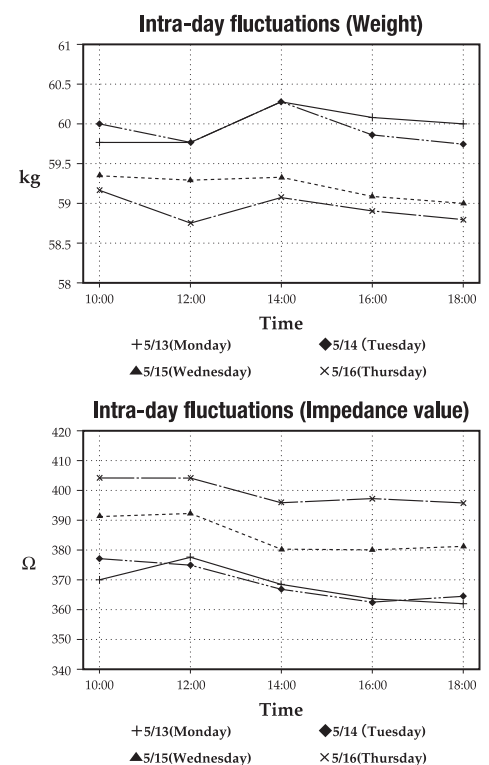 Intra-day fluctuations (Weight)
61
60.5
60
59.5
kg
59
58.5
58
10:00 12:00 14:00 16:00 18:00
Time
+5/13(Monday) ◆5/14 (Tuesday)
▲5/15(Wednesday) ×5/16(Thursday)
Intra-day fluctuations (Impedance value)
420
410
400
390
380
Ω
370
360
350
340
10:00 12:00 14:00 16:00 18:00
Time
+5/13(Monday) ◆5/14 (Tuesday)
▲5/15(Wednesday) ×5/16(Thursday)